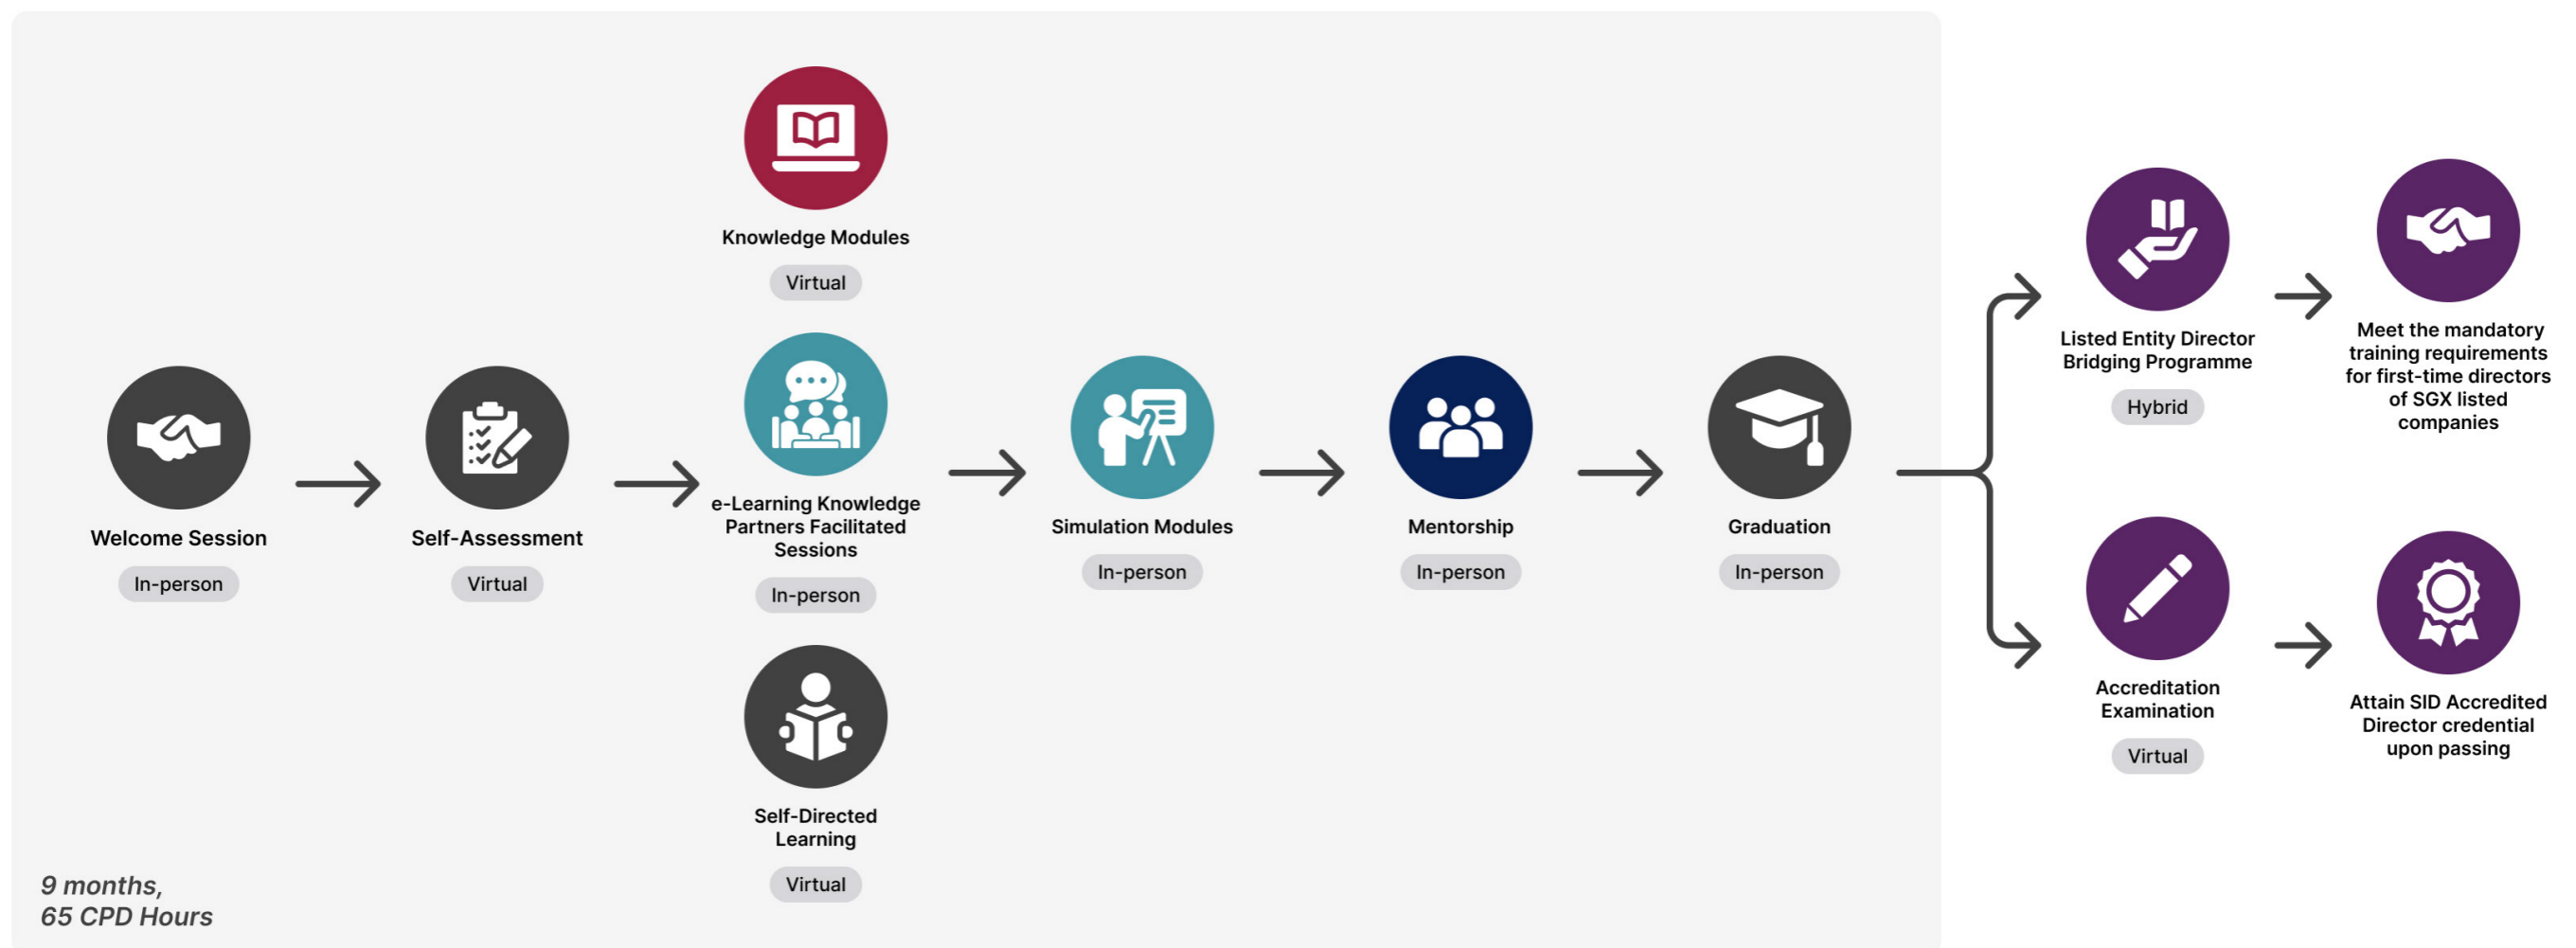 Welcome Session
In-person
Self-Assessment
Virtual
Knowledge Modules
Virtual
e-Learning Knowledge
Partners Facilitated
Sessions
In-person
Self-Directed
Learning
Virtual
Simulation Modules
In-person
Mentorship
In-person
Graduation
In-person
9 months,
65 CPD Hours
Listed Entity Director
Bridging Programme
Hybrid
Meet the mandatory
training requirements
for first-time directors
of SGX listed
companies
Accreditation
Examination
Virtual
Attain SID Accredited
Director credential
upon passing